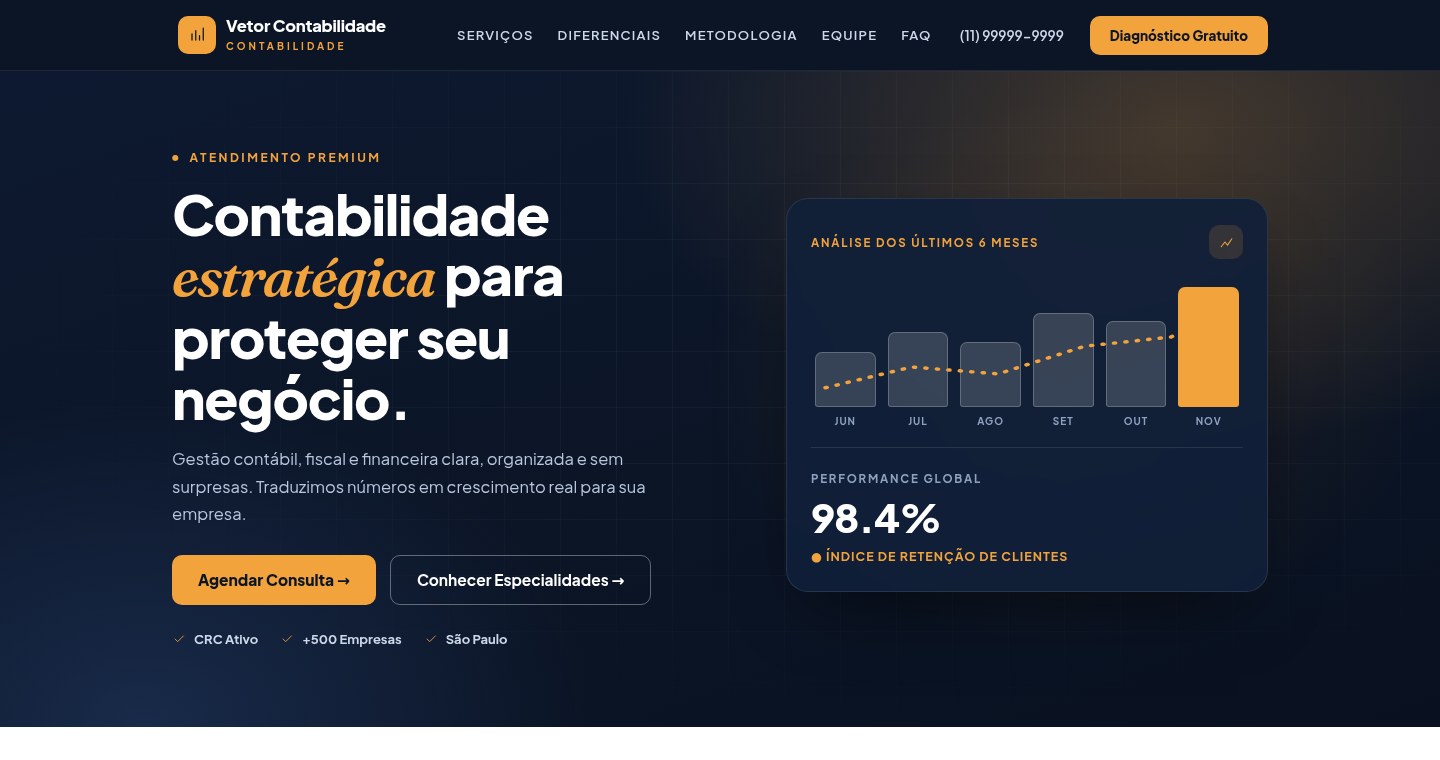 Vetor Contabilidade
CONTABILIDADE
SERVIÇOS
DIFERENCIAIS
METODOLOGIA
EQUIPE
FAQ
(11) 99999-9999
Diagnóstico Gratuito
ATENDIMENTO PREMIUM
Contabilidade
estratégica para
proteger seu
negócio.
Gestão contábil, fiscal e financeira clara, organizada e sem
surpresas. Traduzimos números em crescimento real para sua
empresa.
Agendar Consulta →
Conhecer Especialidades →
CRC Ativo
+500 Empresas
São Paulo
ANÁLISE DOS ÚLTIMOS 6 MESES
JUN
JUL
AGO
SET
OUT
NOV
PERFORMANCE GLOBAL
98.4%
ÍNDICE DE RETENÇÃO DE CLIENTES